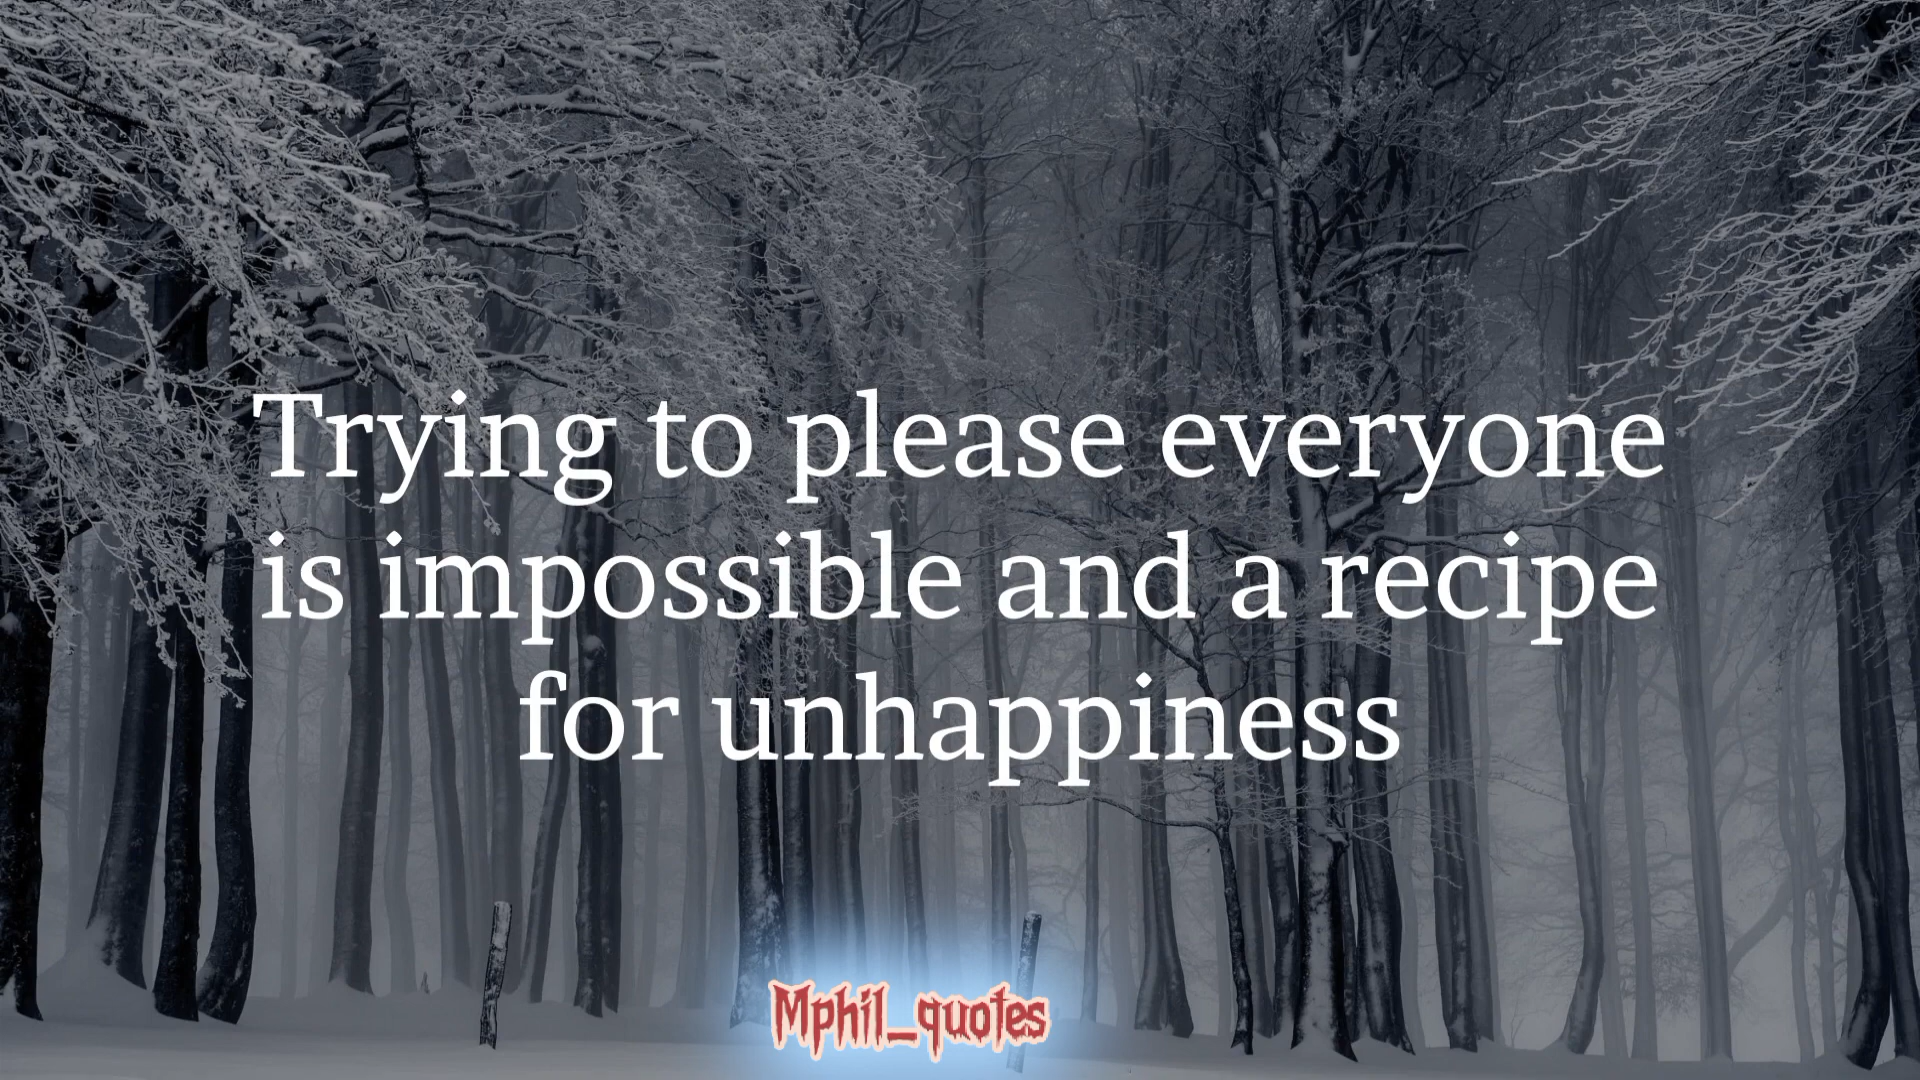 Trying to please everyone
is impossible and a recipe
for unhappiness
Mphil_quotes